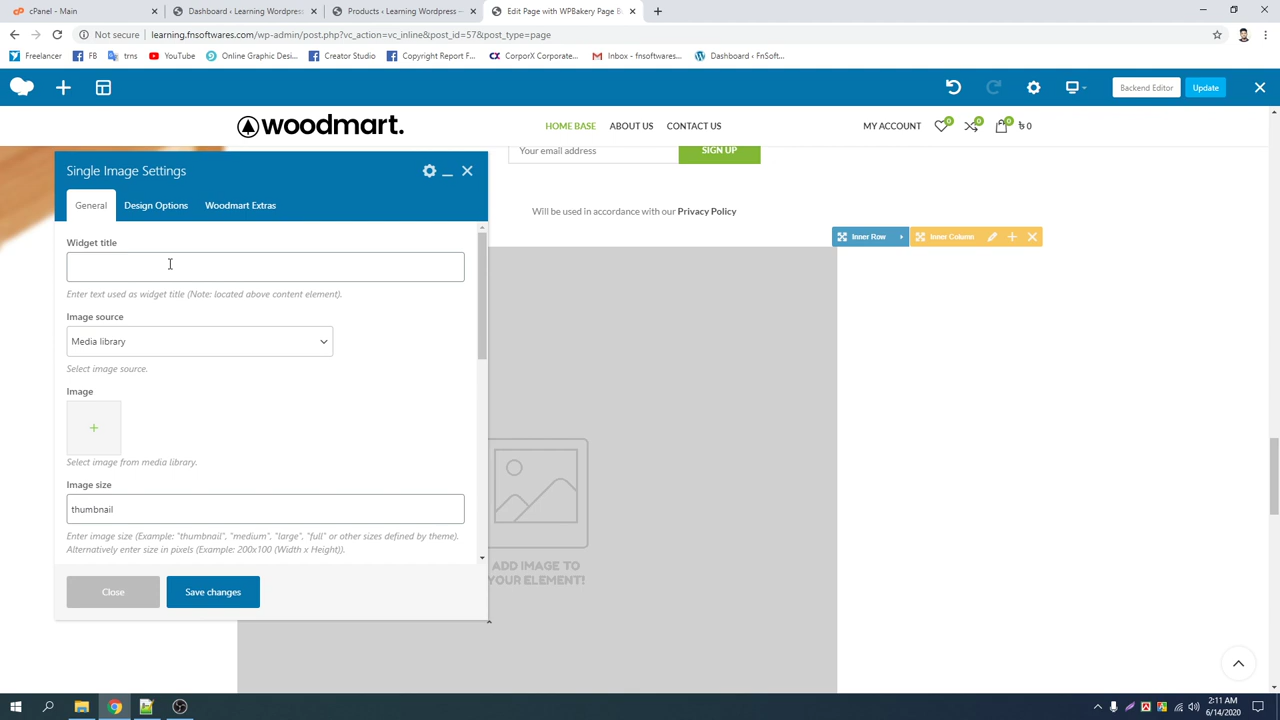 cPanel - Main
Dashboard ‹ Learning Woodmart
Products ‹ Learning Woodmart —
Edit Page with WPBakery Page B
Not secure
learning.fnsoftwares.com/wp-admin/post.php?vc_action=vc_inline&post_id=57&post_type=page
Freelancer
FB
trns
YouTube
Online Graphic Desi...
Creator Studio
Copyright Report F...
CorporX Corporate...
Inbox - fnsoftwares...
Dashboard ‹ FnSoft...
Backend Editor
Update
woodmart.
HOME BASE
ABOUT US
CONTACT US
MY ACCOUNT
0
0
0
৳ 0
Your email address
SIGN UP
Will be used in accordance with our Privacy Policy
Inner Row
Inner Column
Single Image Settings
General
Design Options
Woodmart Extras
Widget title
Enter text used as widget title (Note: located above content element).
Image source
Media library
Select image source.
Image
Select image from media library.
Image size
thumbnail
Enter image size (Example: "thumbnail", "medium", "large", "full" or other sizes defined by theme).
Alternatively enter size in pixels (Example: 200x100 (Width x Height)).
Close
Save changes
ADD IMAGE TO
YOUR ELEMENT?
2:11 AM
6/14/2020